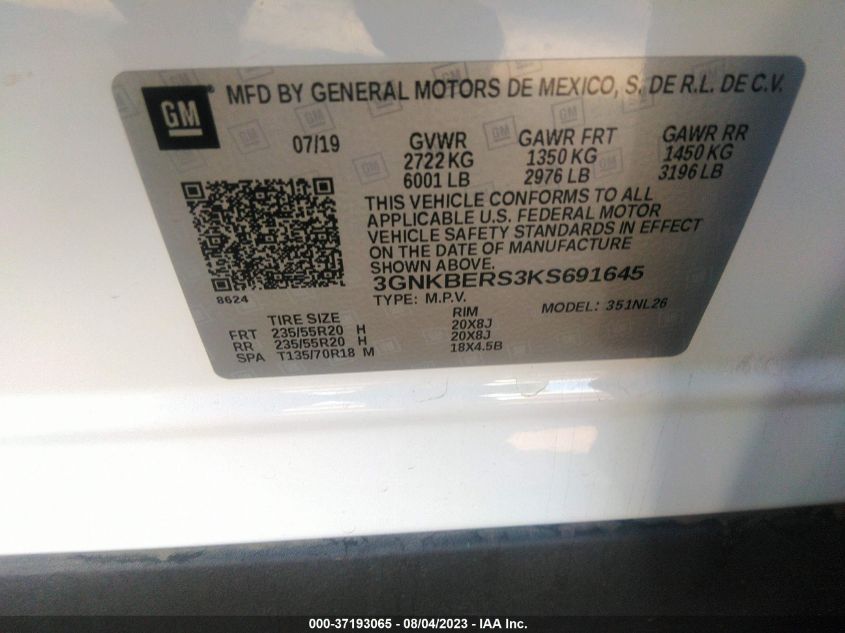 GM MFD BY GENERAL MOTORS DE MEXICO, S. DE R.L. DE C.V.
07/19 GVWR GAWR FRT GAWR RR
2722 KG 1350 KG 1450 KG
6001 LB 2976 LB 3196 LB
THIS VEHICLE CONFORMS TO ALL
APPLICABLE U.S. FEDERAL MOTOR
VEHICLE SAFETY STANDARDS IN EFFECT
ON THE DATE OF MANUFACTURE
SHOWN ABOVE.
3GNKBERS3KS691645
8624
TYPE: M.P.V. MODEL: 351NL26
TIRE SIZE RIM
FRT 235/55R20 H 20X8J
RR 235/55R20 H 20X8J
SPA T135/70R18 M 18X4.5B
000-37193065 - 08/04/2023 - IAA Inc.